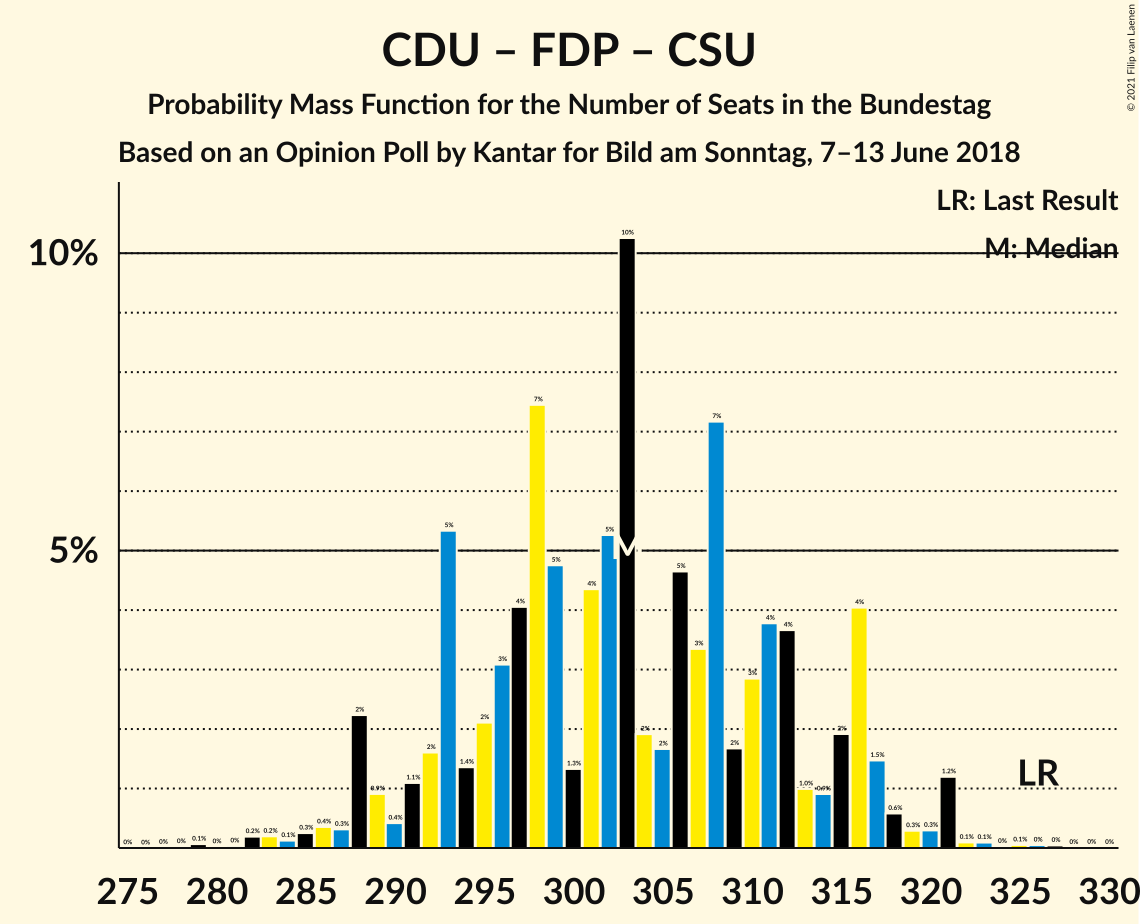 CDU – FDP – CSU
Probability Mass Function for the Number of Seats in the Bundestag
Based on an Opinion Poll by Kantar for Bild am Sonntag, 7–13 June 2018
© 2021 Filip van Laenen
LR: Last Result
M: Median
10%
5%
0% 0% 0% 0% 0.1% 0% 0% 0.2% 0.2% 0.1% 0.3% 0.4% 0.3% 2% 0.9% 0.4% 1.1% 2% 5% 1.4% 2% 3% 4% 7% 5% 1.3% 4% 5% 10% 2% 2% 5% 3% 7% 2% 3% 4% 4% 1.0% 0.9% 2% 4% 1.5% 0.6% 0.3% 0.3% 1.2% 0.1% 0.1% 0% 0.1% 0% 0% 0% 0% 0%
M
LR
275 280 285 290 295 300 305 310 315 320 325 330